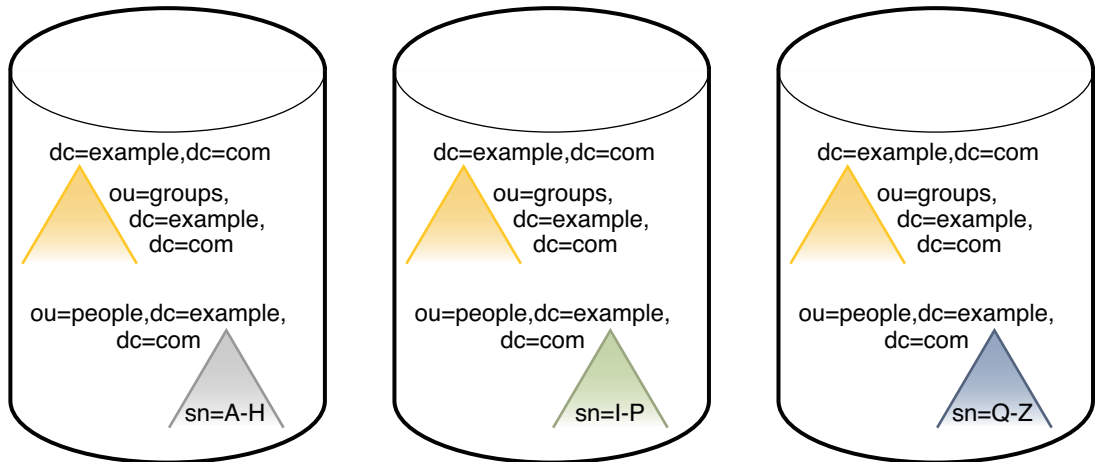 dc=example,dc=com
ou=groups,
dc=example,
dc=com
ou=people,dc=example,
dc=com
sn=A-H
dc=example,dc=com
ou=groups,
dc=example,
dc=com
ou=people,dc=example,
dc=com
sn=I-P
dc=example,dc=com
ou=groups,
dc=example,
dc=com
ou=people,dc=example,
dc=com
sn=Q-Z